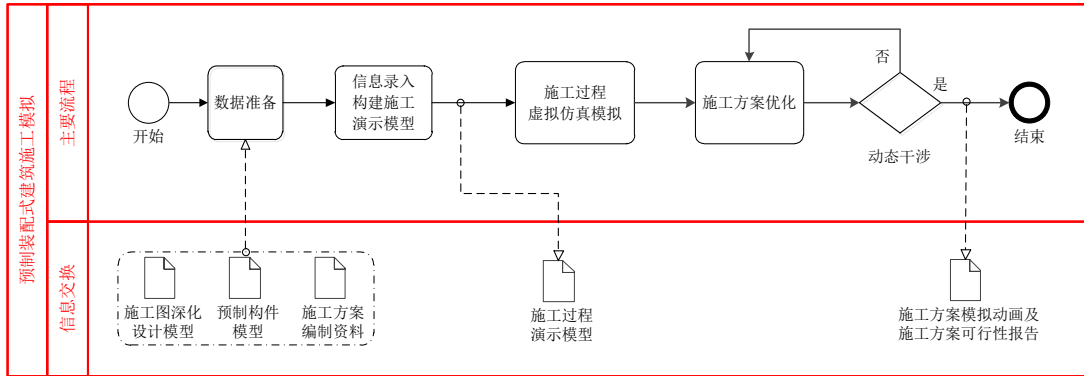 预制装配式建筑施工模拟
主要流程
开始
数据准备
信息录入
构建施工
演示模型
施工过程
虚拟仿真模拟
施工方案优化
否
是
动态干涉
结束
信息交换
施工图深化
设计模型
预制构件
模型
施工方案
编制资料
施工过程
演示模型
施工方案模拟动画及
施工方案可行性报告